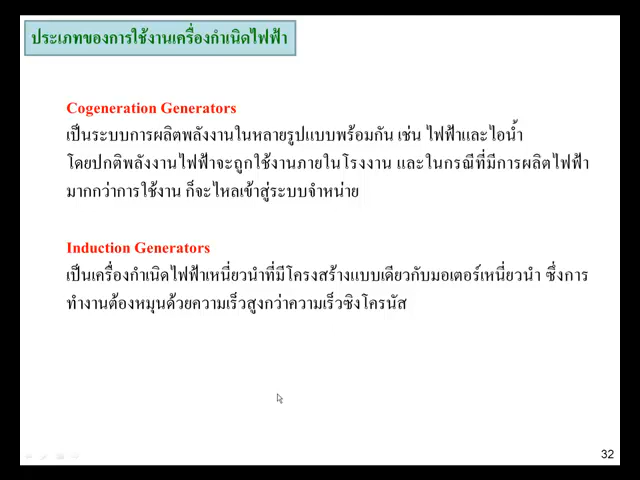 ประเภทของการใช้งานเครื่องกำเนิดไฟฟ้า
Cogeneration Generators
เป็นระบบการผลิตพลังงานในหลายรูปแบบพร้อมกัน เช่น ไฟฟ้าและไอน้ำ
โดยปกติพลังงานไฟฟ้าจะถูกใช้งานภายในโรงงาน และในกรณีที่มีการผลิตไฟฟ้า
มากกว่าการใช้งาน ก็จะไหลเข้าสู่ระบบจำหน่าย
Induction Generators
เป็นเครื่องกำเนิดไฟฟ้าเหนี่ยวนำที่มีโครงสร้างแบบเดียวกับมอเตอร์เหนี่ยวนำ ซึ่งการ
ทำงานต้องหมุนด้วยความเร็วสูงกว่าความเร็วซิงโครนัส
32